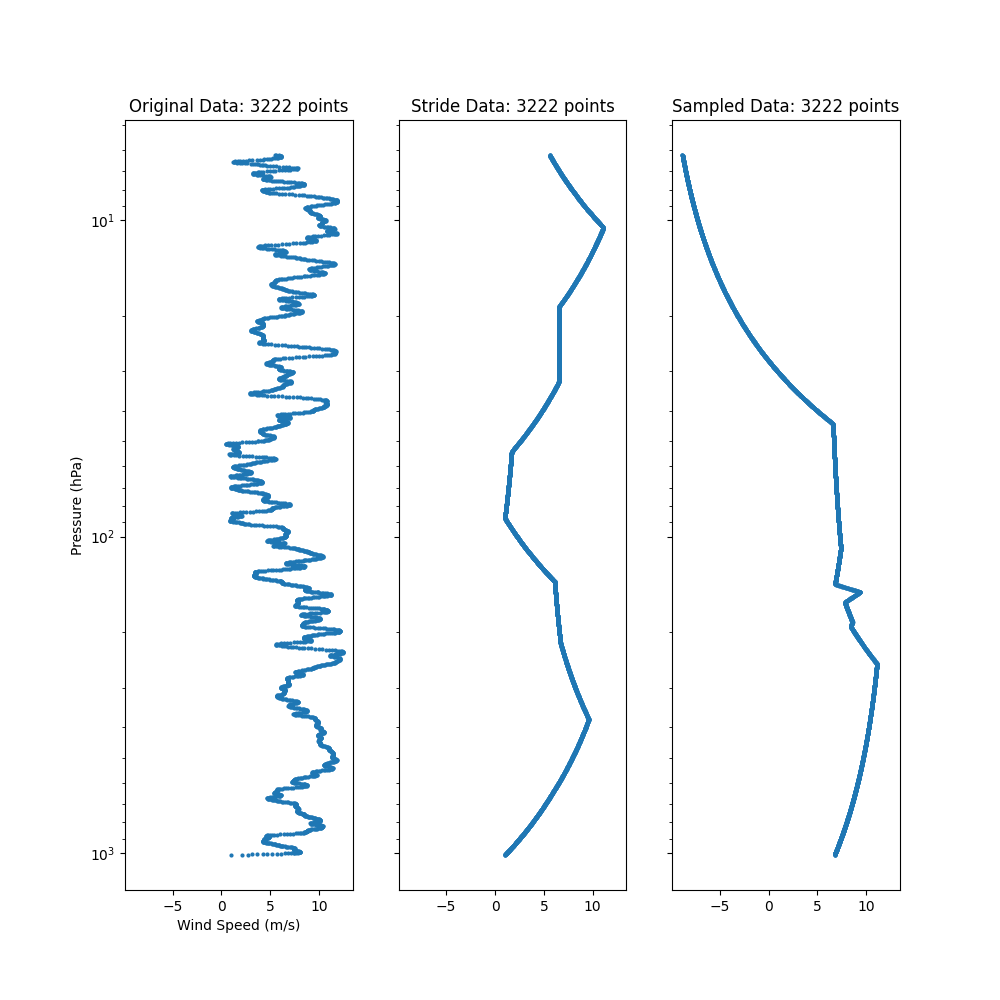 Original Data: 3222 points
Stride Data: 3222 points
Sampled Data: 3222 points
Pressure (hPa)
10¹
10²
10³
−5 0 5 10
−5 0 5 10
−5 0 5 10
Wind Speed (m/s)